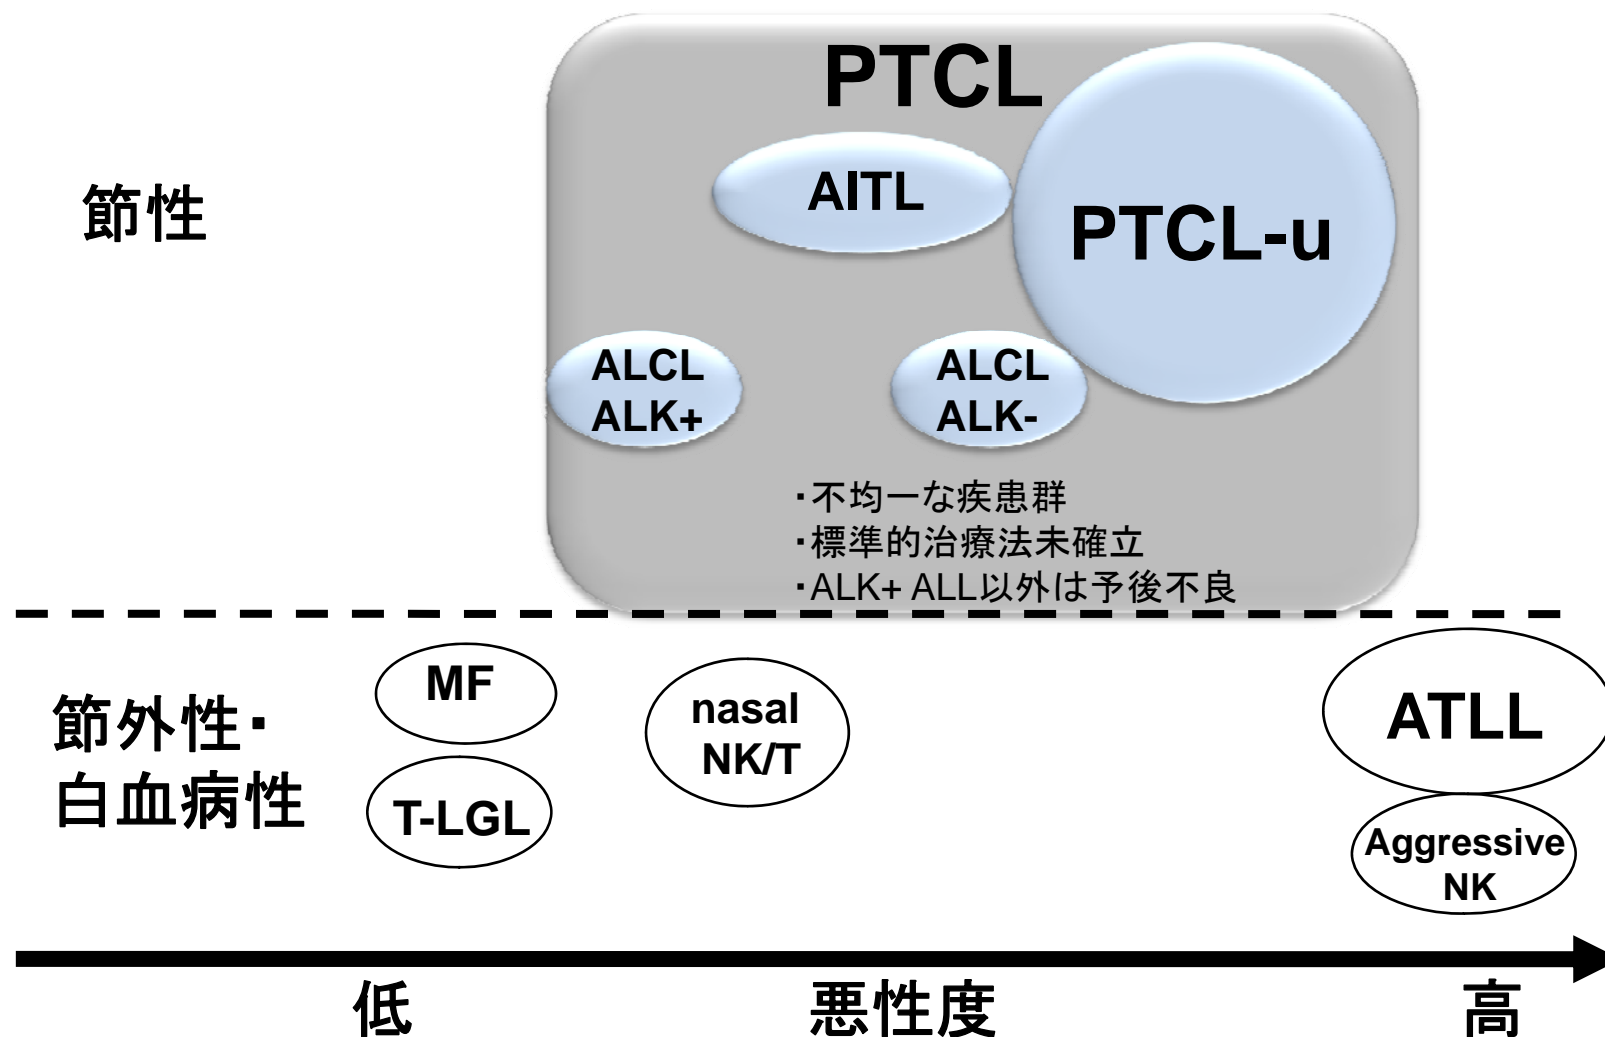 PTCL
節性
AITL
PTCL-u
ALCL
ALK+
ALCL
ALK-
・不均一な疾患群
・標準的治療法未確立
・ALK+ ALL以外は予後不良
節外性・
白血病性
MF
T-LGL
nasal
NK/T
ATLL
Aggressive
NK
低 悪性度 高